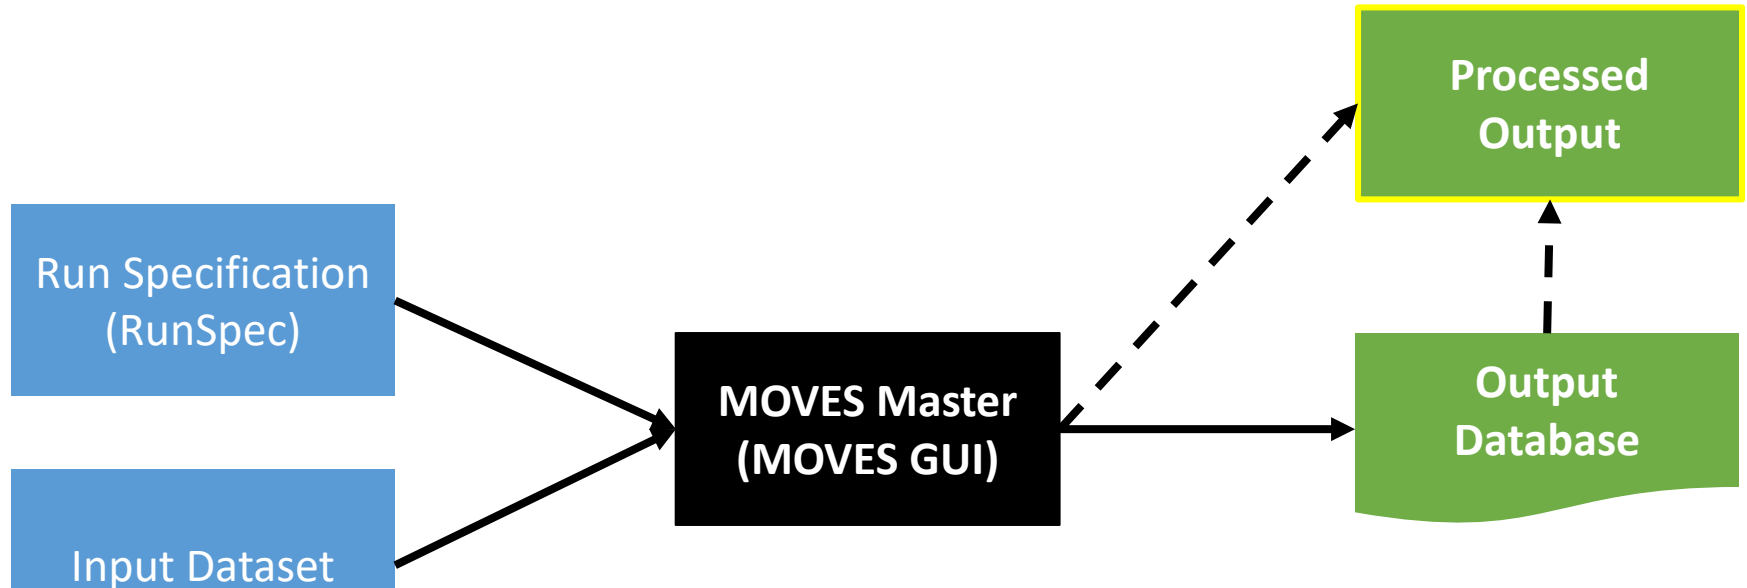 Processed
Output
Run Specification
(RunSpec)
MOVES Master
(MOVES GUI)
Output
Database
Input Dataset